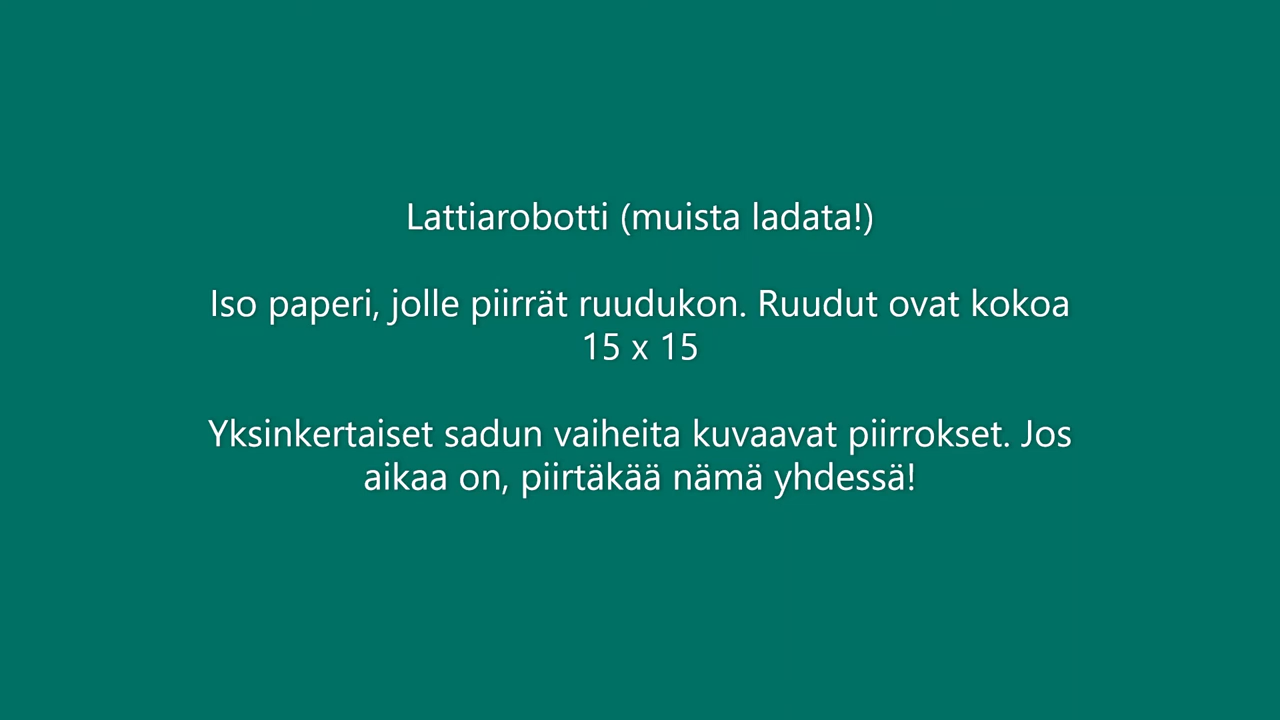 Lattiarobotti (muista ladata!)
Iso paperi, jolle piirrät ruudukon. Ruudut ovat kokoa
15 x 15
Yksinkertaiset sadun vaiheita kuvaavat piirrokset. Jos
aikaa on, piirtäkää nämä yhdessä!